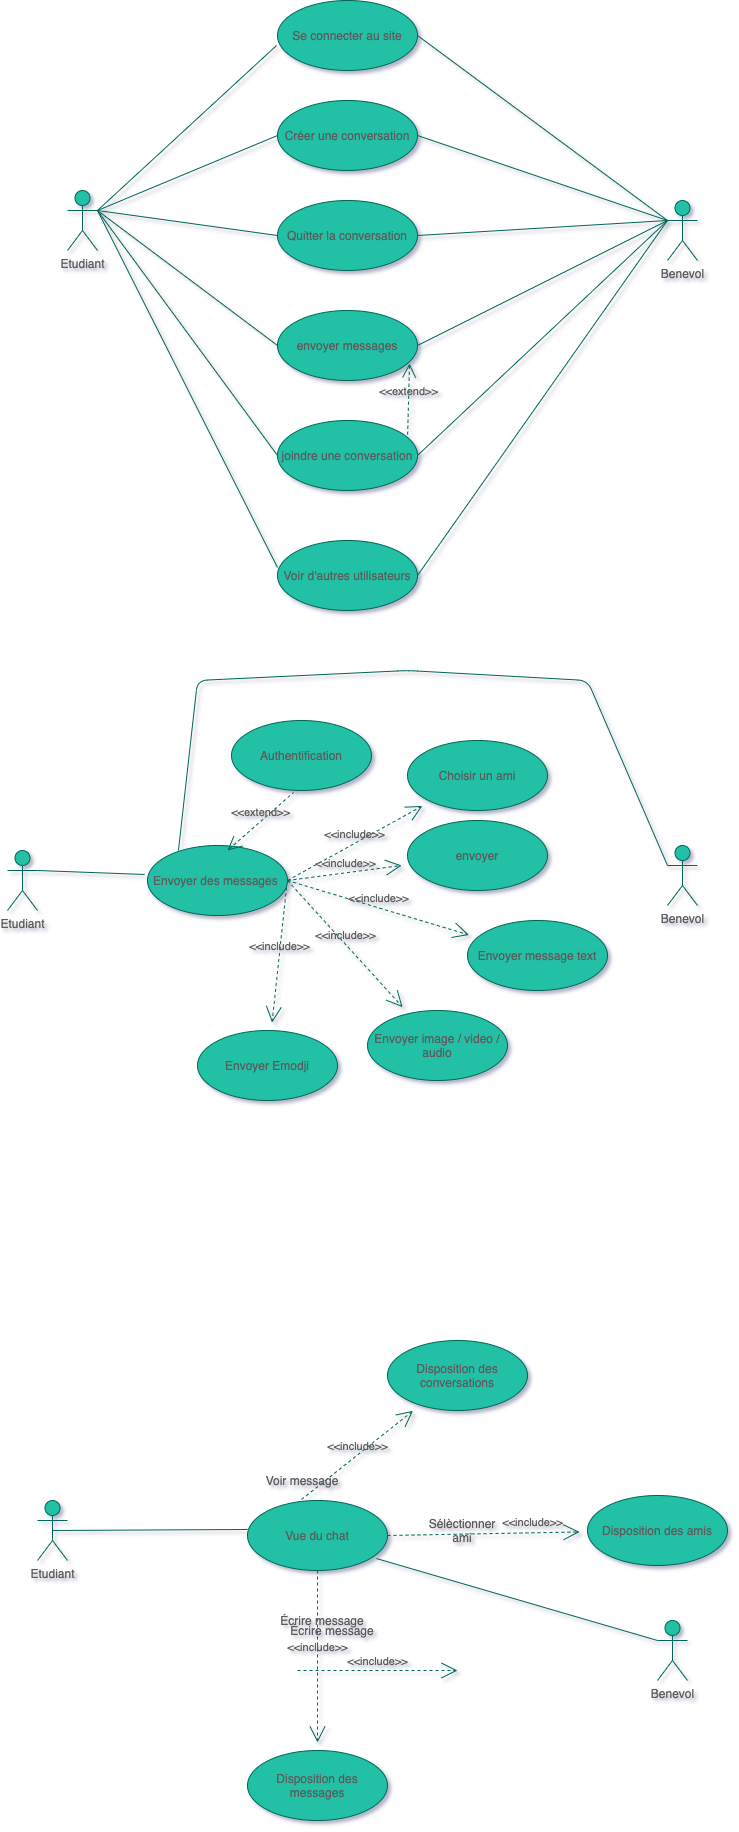 Se connecter au site
Créer une conversation
Etudiant
Quitter la conversation
Benevol
envoyer messages
<<extend>>
joindre une conversation
Voir d'autres utilisateurs
Authentification
Choisir un ami
<<extend>>
<<include>>
envoyer
<<include>>
Etudiant
Envoyer des messages
<<include>>
Benevol
<<include>>
<<include>>
Envoyer message text
Envoyer image / video /
audio
Envoyer Emodji
Disposition des
conversations
<<include>>
Voir message
Etudiant
Vue du chat
Sélèctionner
ami
<<include>>
Disposition des amis
Écrire message
Ecrire message
<<include>>
<<include>>
Benevol
Disposition des
messages